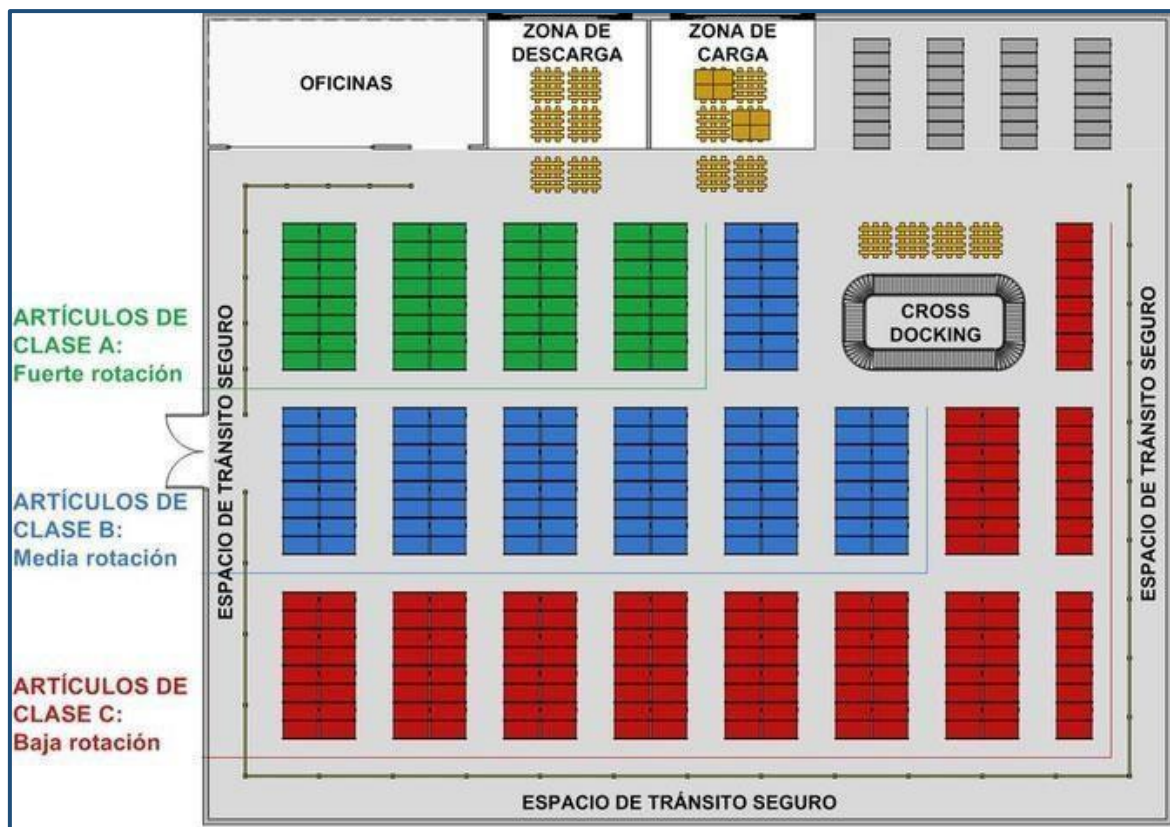 OFICINAS
ZONA DE
DESCARGA
ZONA DE
CARGA
CROSS
DOCKING
ARTÍCULOS DE
CLASE A:
Fuerte rotación
ARTÍCULOS DE
CLASE B:
Media rotación
ARTÍCULOS DE
CLASE C:
Baja rotación
ESPACIO DE TRÁNSITO SEGURO
ESPACIO DE TRÁNSITO SEGURO
ESPACIO DE TRÁNSITO SEGURO